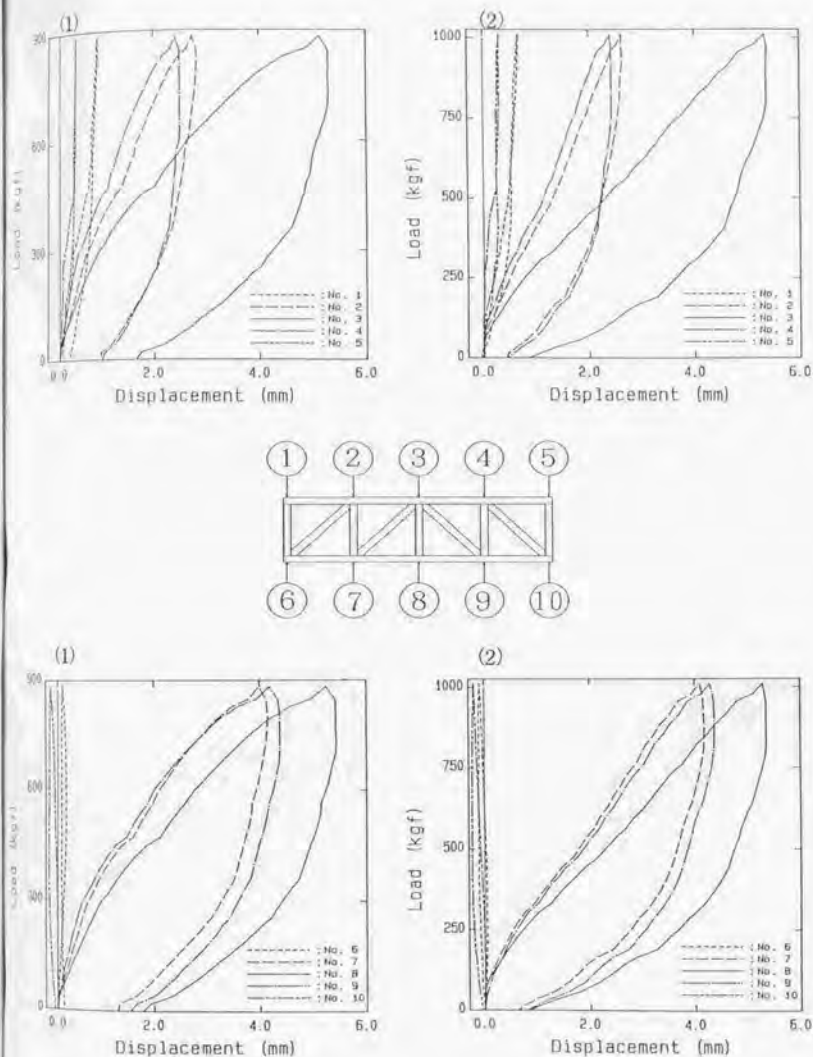 (1)
900
600
300
0
0.0
2.0
4.0
6.0
Displacement (mm)
:No. 1
:No. 2
:No. 3
:No. 4
:No. 5
(2)
1000
750
500
250
0
Load (kgf)
0.0
2.0
4.0
6.0
Displacement (mm)
:No. 1
:No. 2
:No. 3
:No. 4
:No. 5
1 2 3 4 5
6 7 8 9 10
(1)
900
600
300
0
0.0
2.0
4.0
6.0
Displacement (mm)
:No. 6
:No. 7
:No. 8
:No. 9
:No. 10
(2)
1000
750
500
250
0
Load (kgf)
0.0
2.0
4.0
6.0
Displacement (mm)
:No. 6
:No. 7
:No. 8
:No. 9
:No. 10